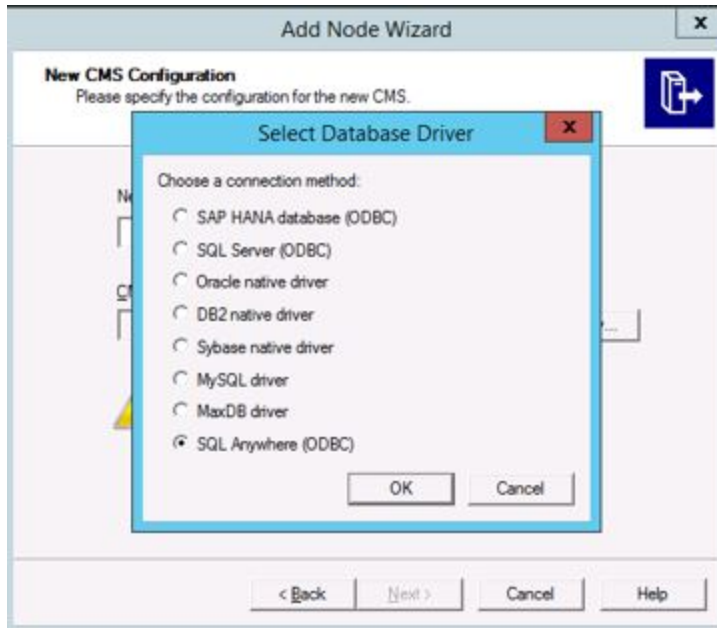 Add Node Wizard
x
New CMS Configuration
Please specify the configuration for the new CMS.
Select Database Driver
x
Choose a connection method:
SAP HANA database (ODBC)
SQL Server (ODBC)
Oracle native driver
DB2 native driver
Sybase native driver
MySQL driver
MaxDB driver
SQL Anywhere (ODBC)
OK
Cancel
< Back
Next >
Cancel
Help